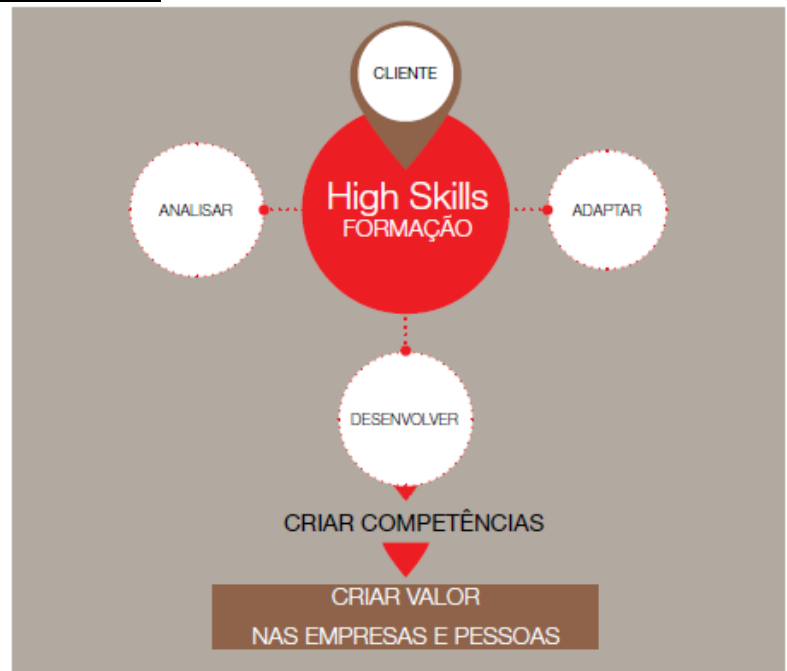 CLIENTE
High Skills
FORMAÇÃO
ANALISAR
ADAPTAR
DESENVOLVER
CRIAR COMPETÊNCIAS
CRIAR VALOR
NAS EMPRESAS E PESSOAS